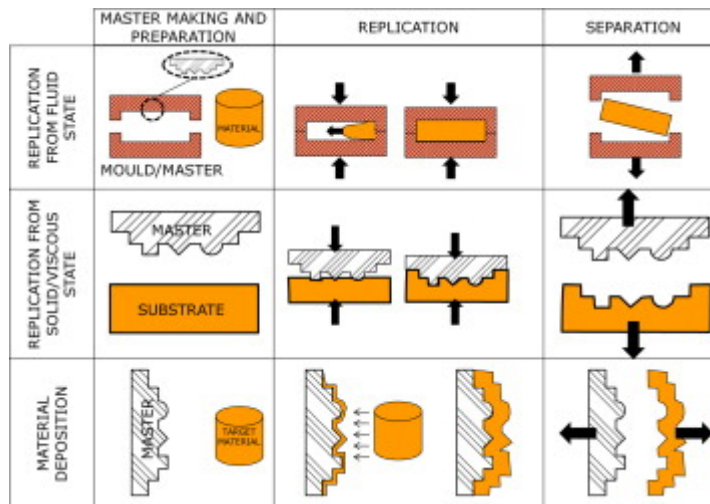 MASTER MAKING AND
PREPARATION
REPLICATION
SEPARATION
REPLICATION
FROM FLUID
STATE
MATERIAL
MOULD/MASTER
REPLICATION FROM
SOLID/VISCOUS
STATE
MASTER
SUBSTRATE
MATERIAL
DEPOSITION
MASTER
TARGET
MATERIAL